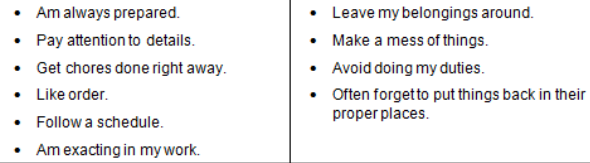 • Am always prepared.
• Pay attention to details.
• Get chores done right away.
• Like order.
• Follow a schedule.
• Am exacting in my work.
• Leave my belongings around.
• Make a mess of things.
• Avoid doing my duties.
• Often forget to put things back in their
proper places.